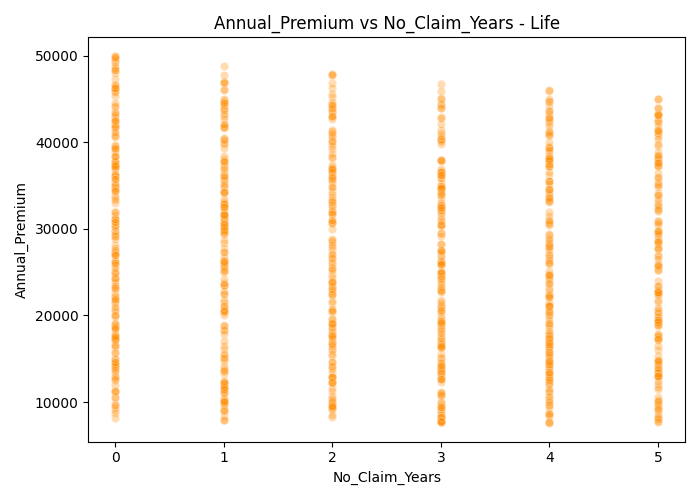 Annual_Premium vs No_Claim_Years - Life
50000
40000
30000
20000
10000
Annual_Premium
0 1 2 3 4 5
No_Claim_Years